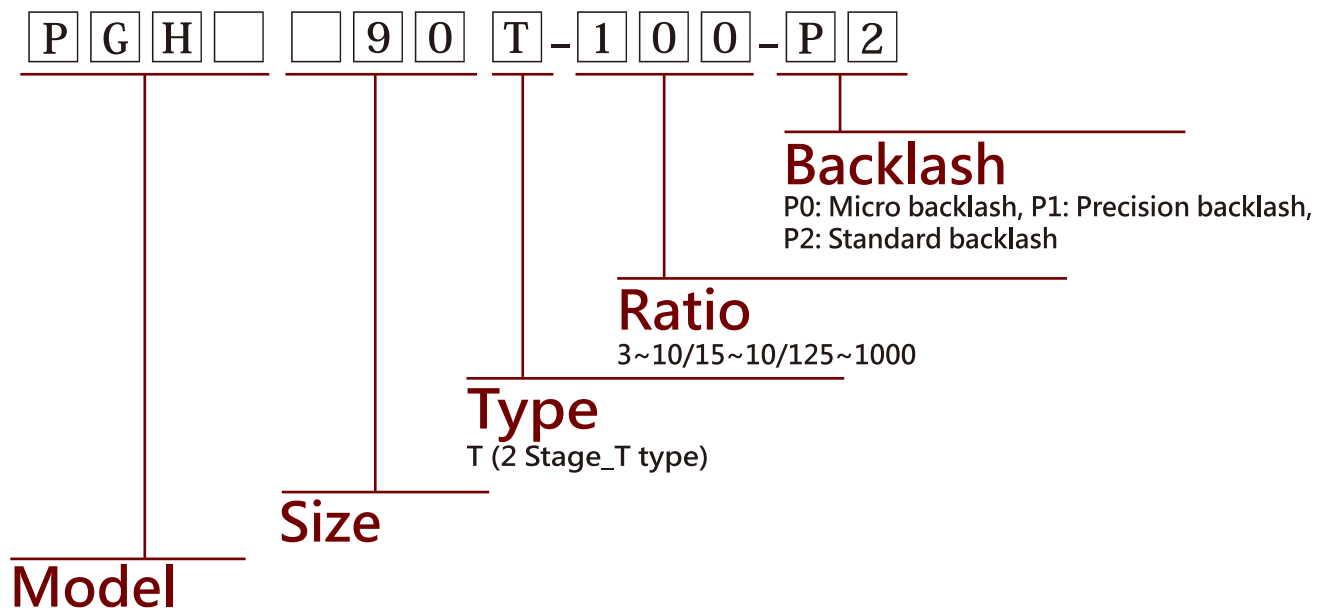 PGH 90T-100-P2
Backlash
P0: Micro backlash, P1: Precision backlash,
P2: Standard backlash
Ratio
3~10/15~10/125~1000
Type
T (2 Stage_T type)
Size
Model